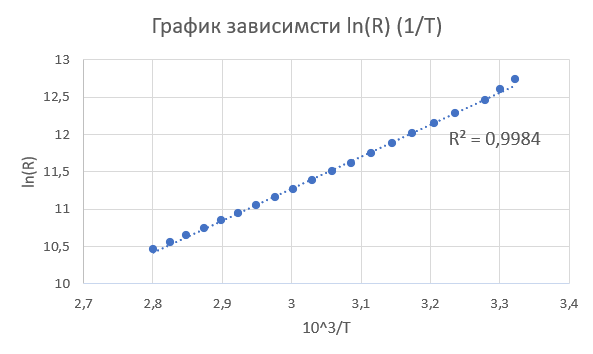 График зависимсти ln(R) (1/T)
ln(R)
13
12,5
12
11,5
11
10,5
10
R² = 0,9984
2,7 2,8 2,9 3 3,1 3,2 3,3 3,4
10^3/T